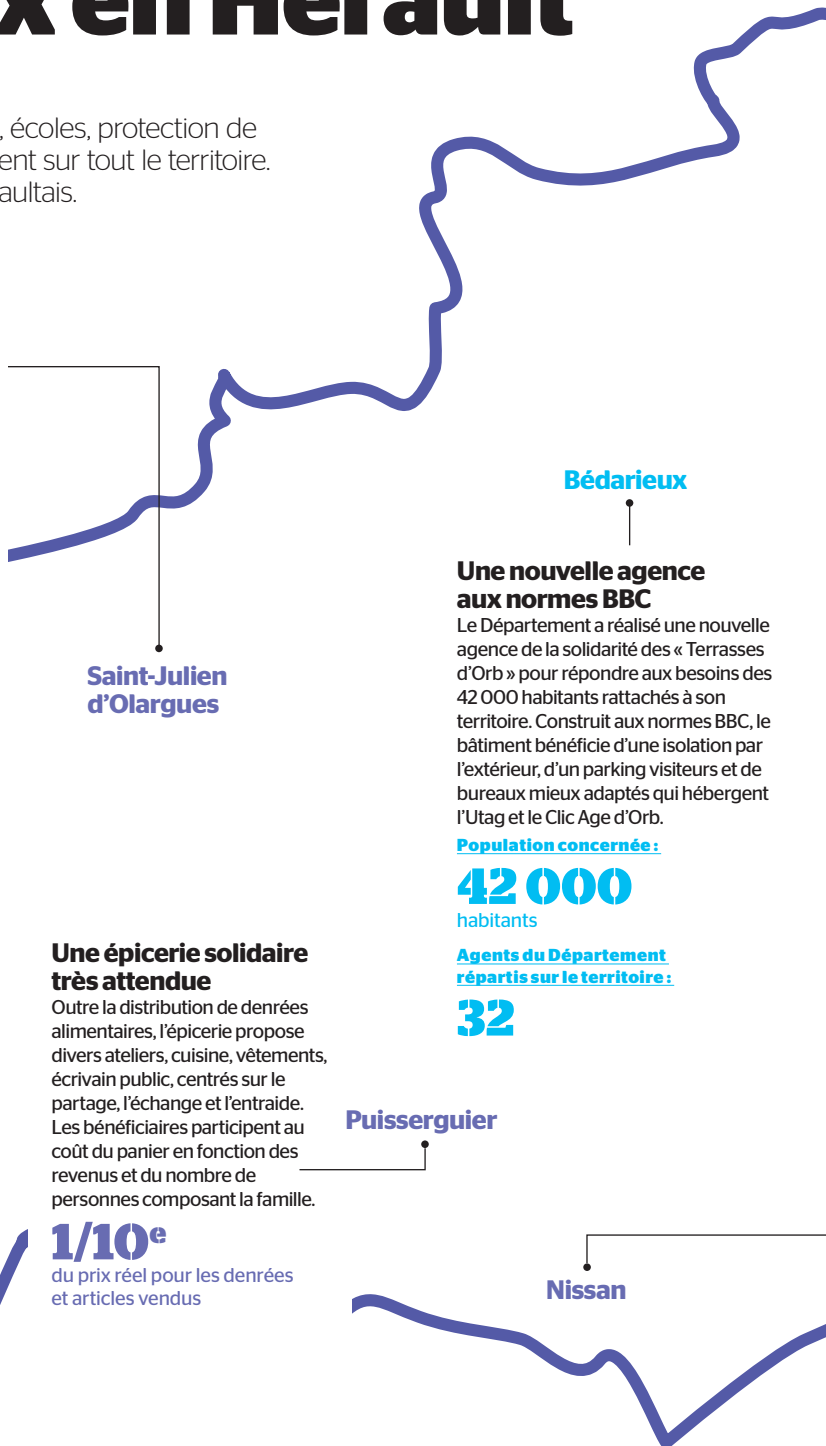 x en Hérault
, écoles, protection de
ent sur tout le territoire.
aultais.
Bédarieux
Une nouvelle agence
aux normes BBC
Le Département a réalisé une nouvelle
agence de la solidarité des « Terrasses
d’Orb » pour répondre aux besoins des
42 000 habitants rattachés à son
territoire. Construit aux normes BBC, le
bâtiment bénéficie d’une isolation par
l’extérieur, d’un parking visiteurs et de
bureaux mieux adaptés qui hébergent
l’Utag et le Clic Age d’Orb.
Population concernée :
42 000
habitants
Agents du Département
répartis sur le territoire :
32
Saint-Julien
d’Olargues
Une épicerie solidaire
très attendue
Outre la distribution de denrées
alimentaires, l’épicerie propose
divers ateliers, cuisine, vêtements,
écrivain public, centrés sur le
partage, l’échange et l’entraide.
Les bénéficiaires participent au
coût du panier en fonction des
revenus et du nombre de
personnes composant la famille.
1/10e
du prix réel pour les denrées
et articles vendus
Puisserguier
Nissan